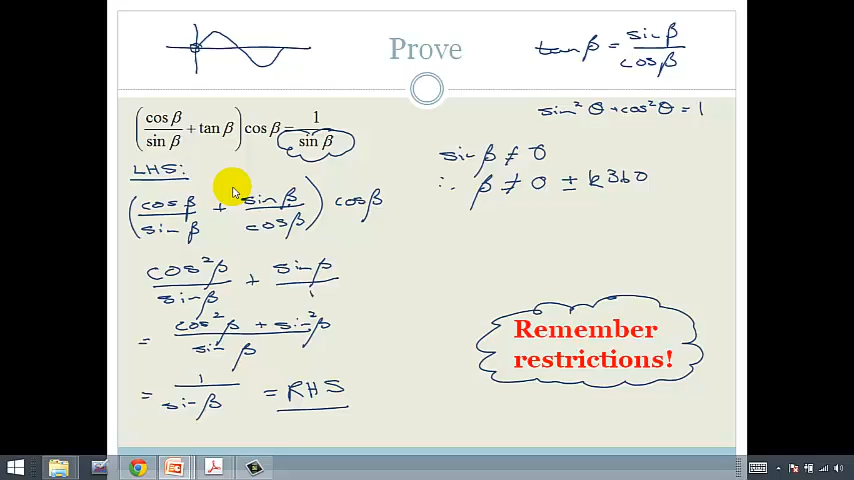 Prove
tan β = sin β / cos β
sin² θ + cos² θ = 1
(cos β / sin β + tan β) cos β = 1 / sin β
LHS:
(cos β / sin β + sin β / cos β) cos β
cos² β / sin β + sin β / 1
= cos² β + sin² β / sin β
= 1 / sin β = RHS
sin β ≠ 0
∴ β ≠ 0 ± k360
Remember
restrictions!